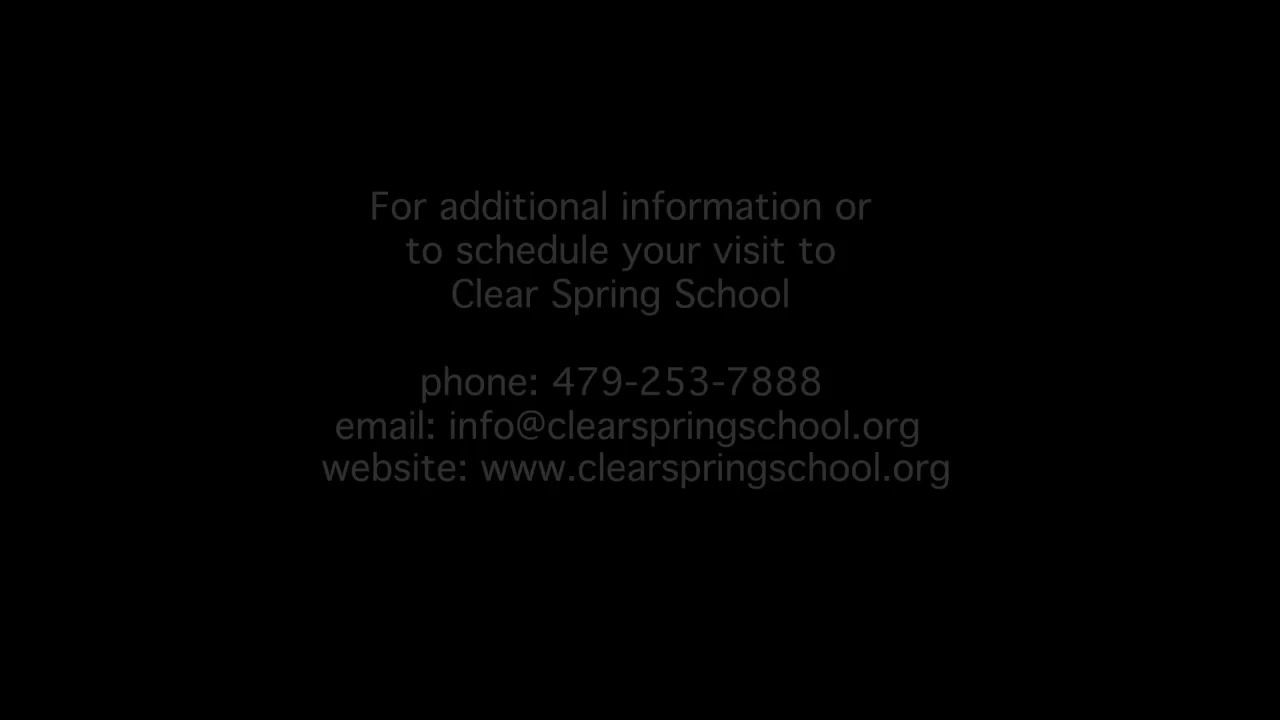 For additional information or
to schedule your visit to
Clear Spring School
phone: 479-253-7888
email: info@clearspringschool.org
website: www.clearspringschool.org